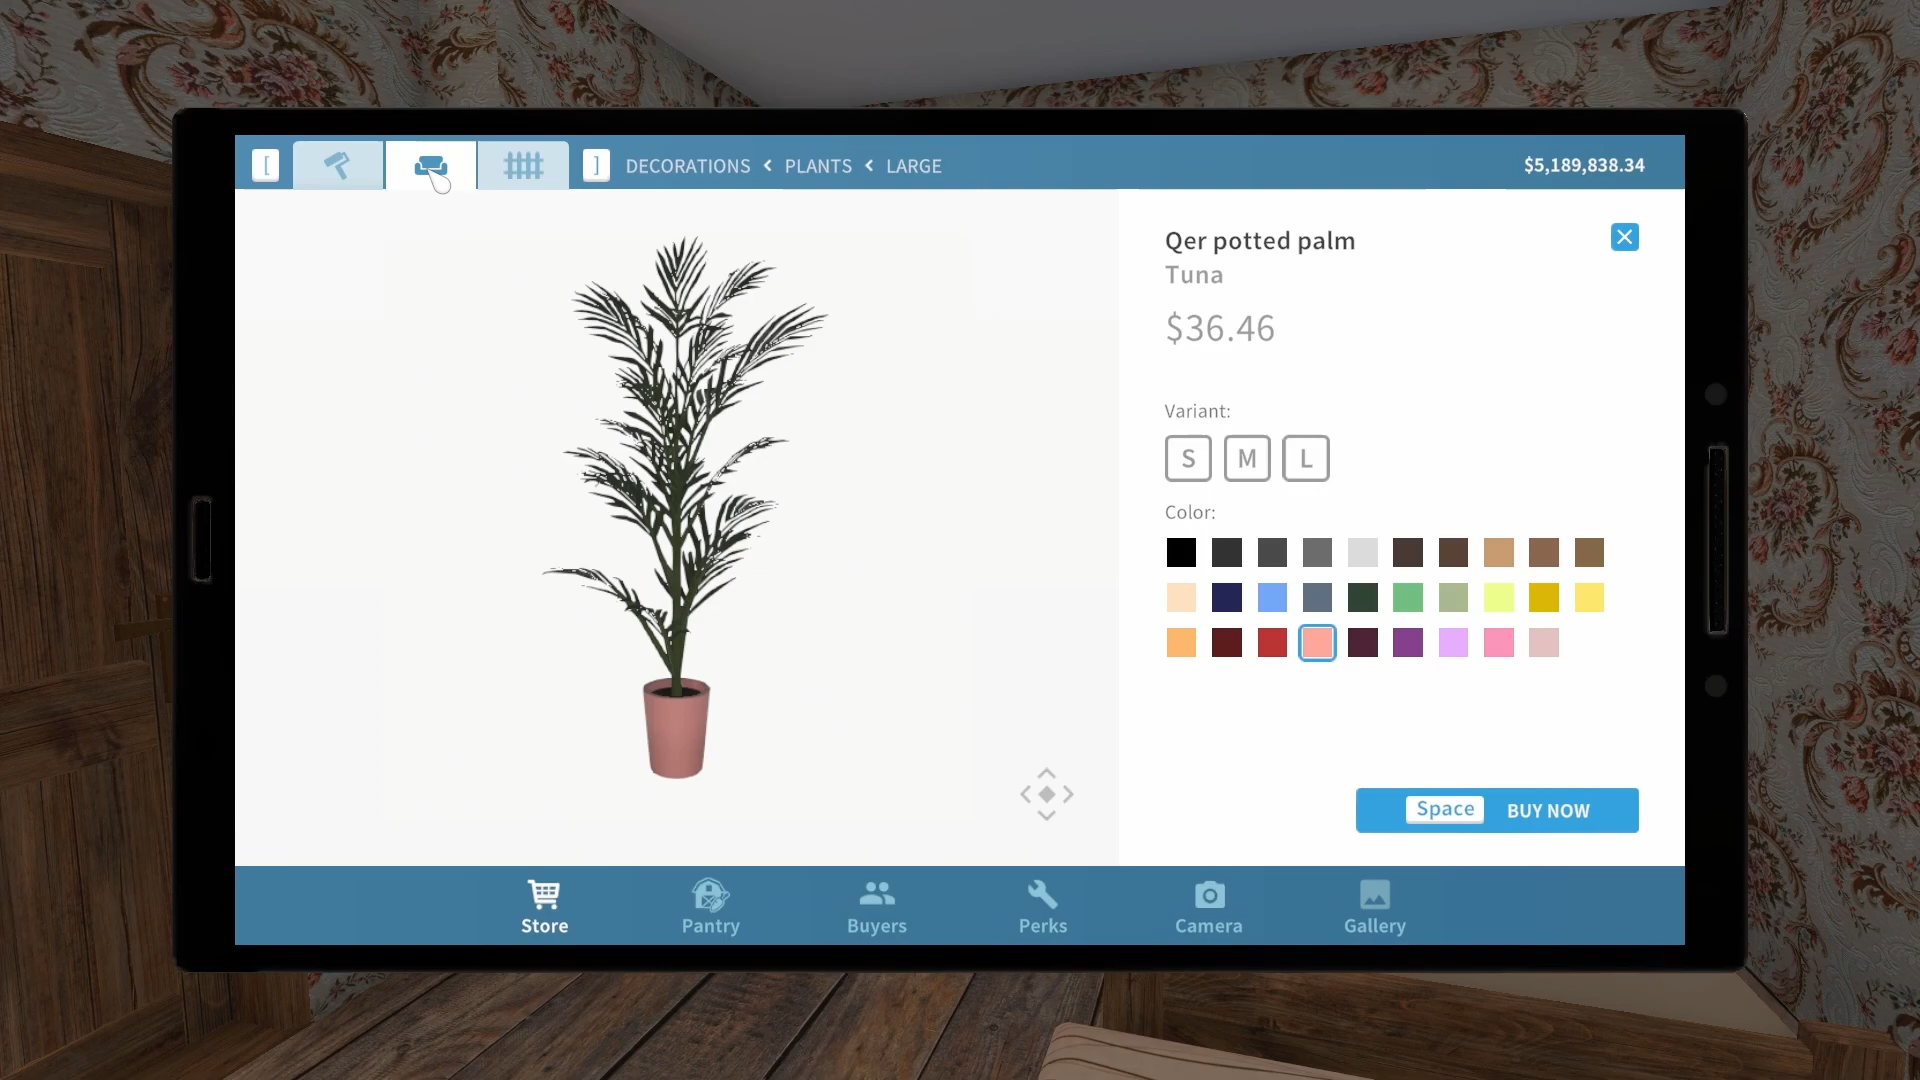 [ ] DECORATIONS < PLANTS < LARGE $5,189,838.34
Qer potted palm
Tuna
$36.46
Variant:
S M L
Color:
Space BUY NOW
Store Pantry Buyers Perks Camera Gallery